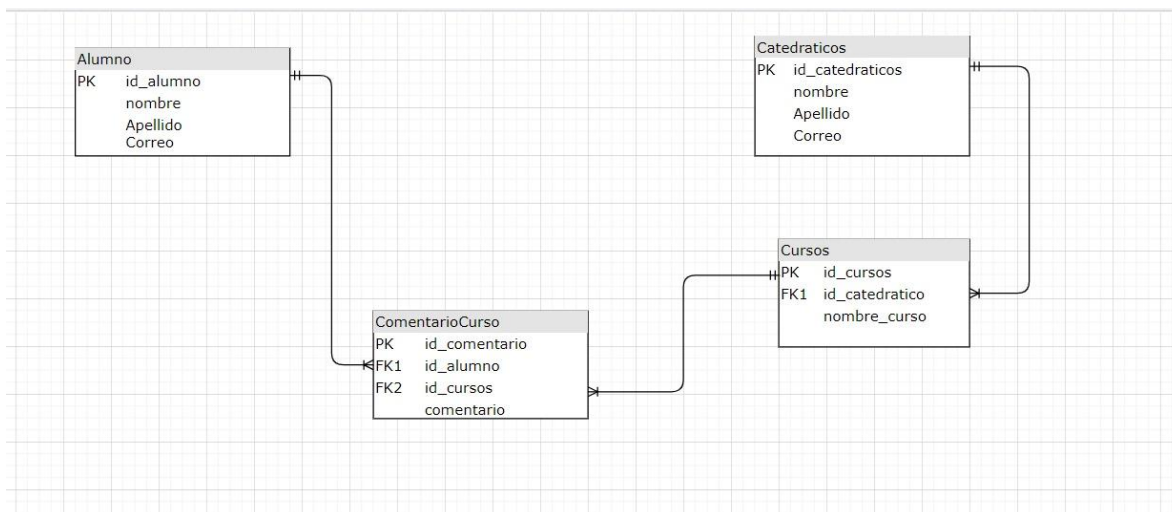 Alumno
PK id_alumno
nombre
Apellido
Correo
Catedraticos
PK id_catedraticos
nombre
Apellido
Correo
Cursos
PK id_cursos
FK1 id_catedratico
nombre_curso
ComentarioCurso
PK id_comentario
FK1 id_alumno
FK2 id_cursos
comentario